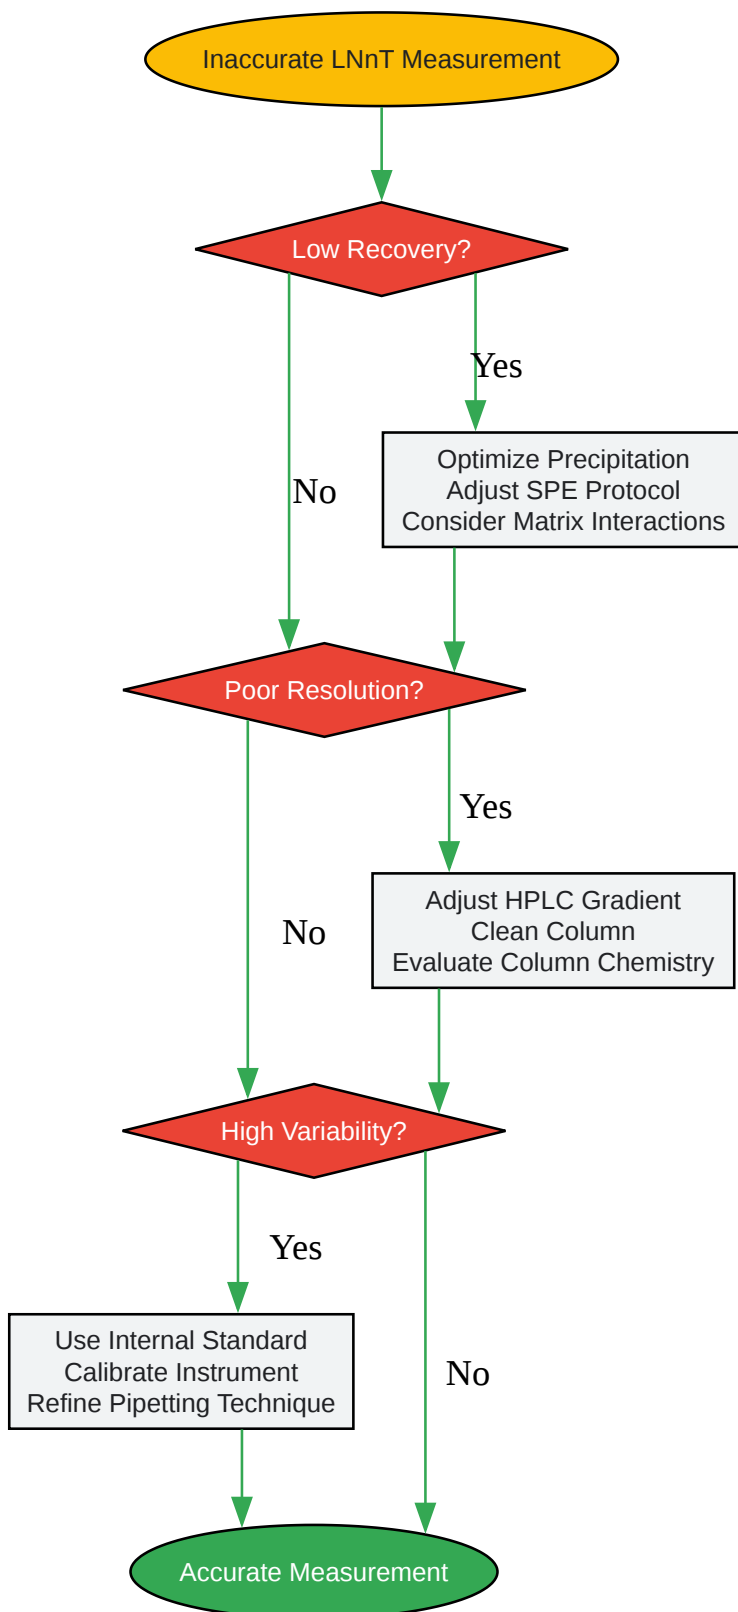 Inaccurate LNnT Measurement
Low Recovery?
Yes
No
Optimize Precipitation
Adjust SPE Protocol
Consider Matrix Interactions
Poor Resolution?
Yes
No
Adjust HPLC Gradient
Clean Column
Evaluate Column Chemistry
High Variability?
Yes
No
Use Internal Standard
Calibrate Instrument
Refine Pipetting Technique
Accurate Measurement